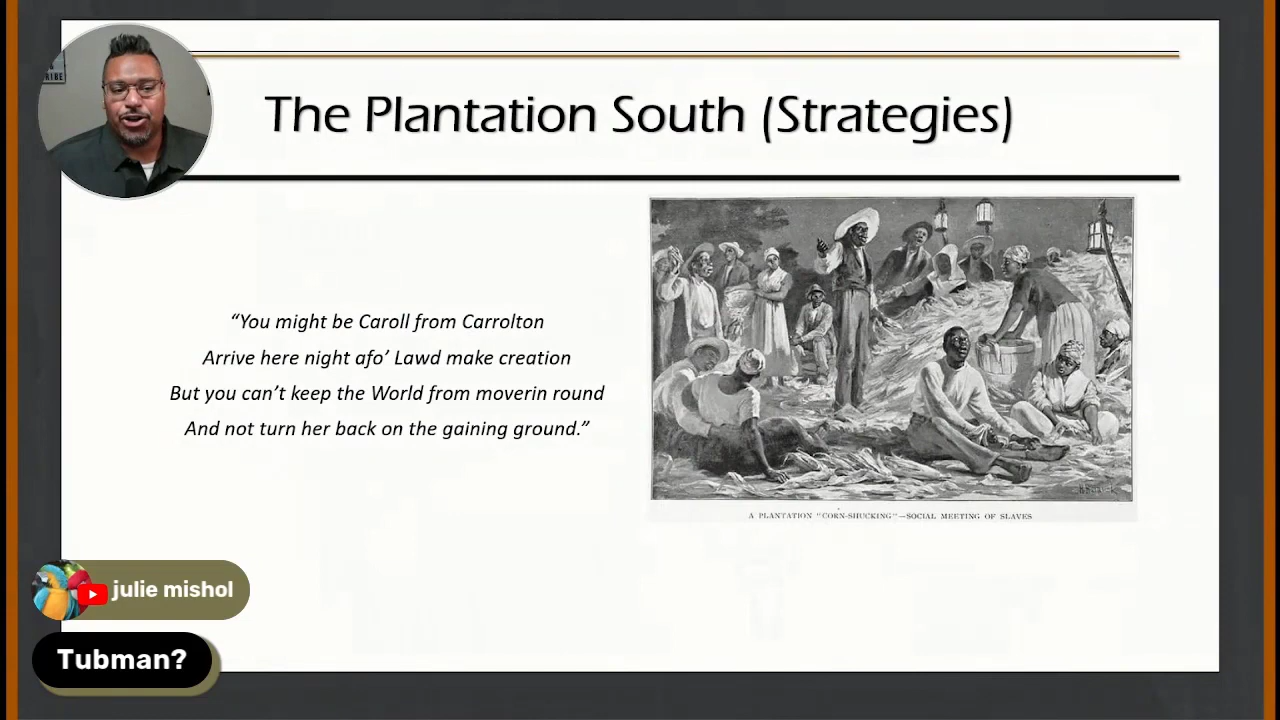 The Plantation South (Strategies)
“You might be Caroll from Carrolton
Arrive here night afo’ Lawd make creation
But you can’t keep the World from moverin round
And not turn her back on the gaining ground.”
A PLANTATION "CORN-SHUCKING"—SOCIAL MEETING OF SLAVES
julie mishol
Tubman?